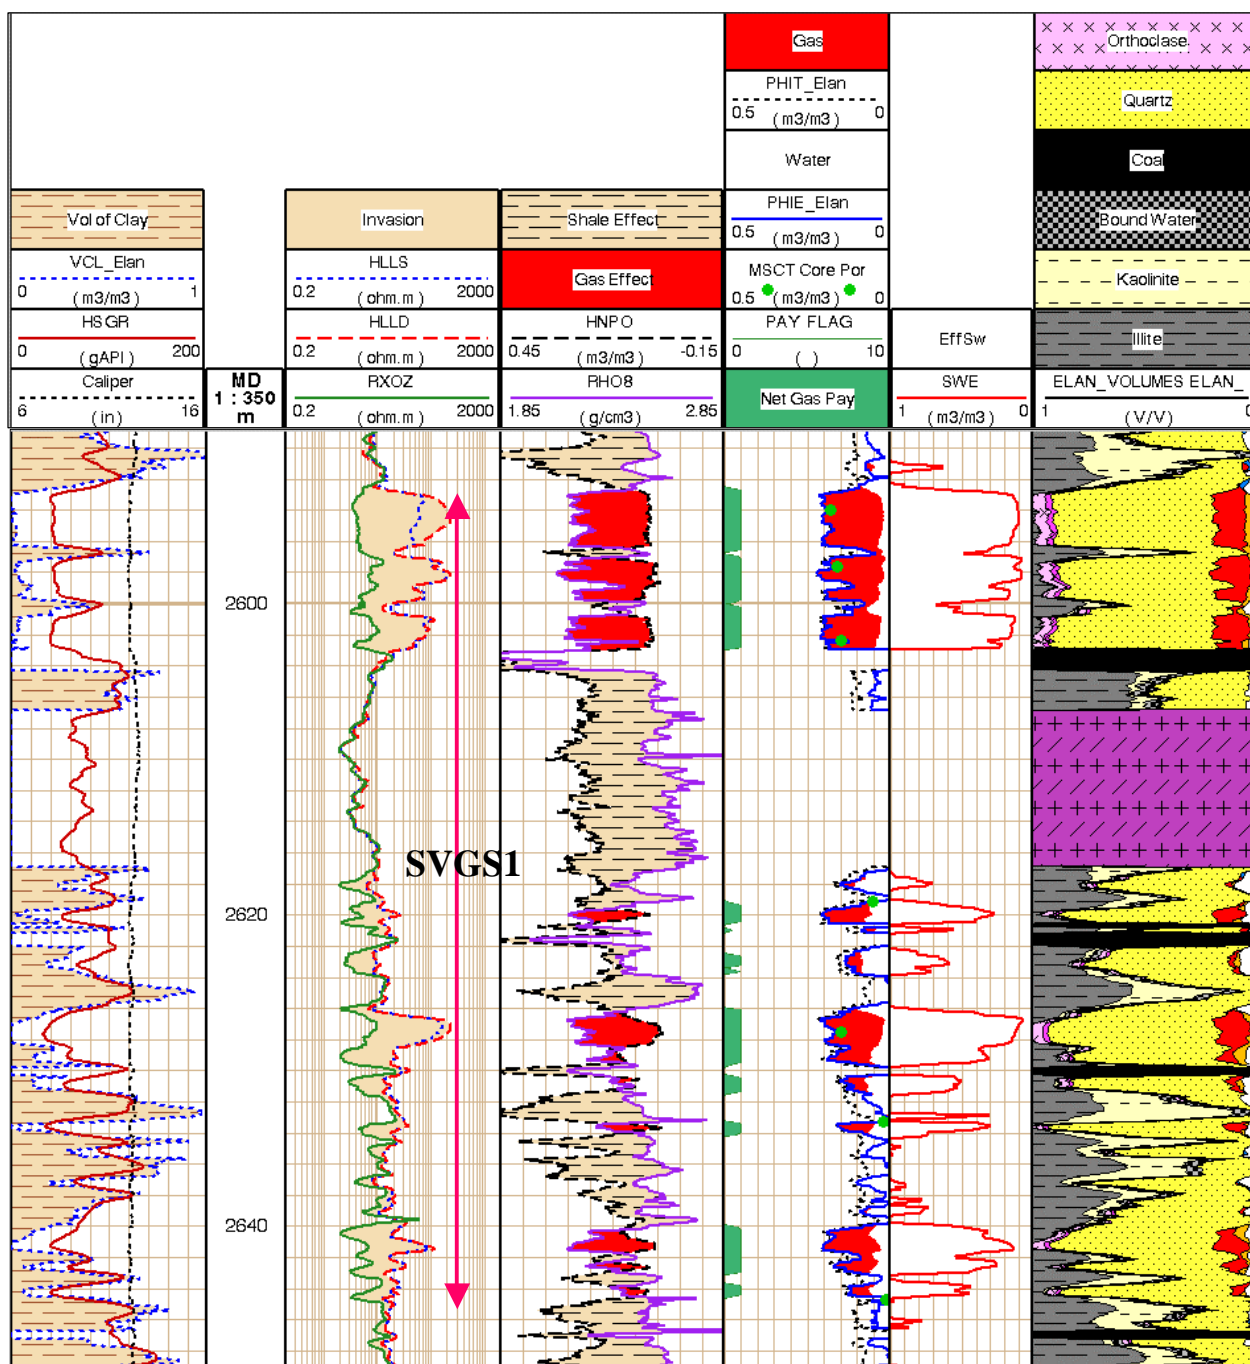 Gas
Orthoclase
PHIT_Elan
0.5 (m3/m3) 0
Quartz
Water
Coal
Vol of Clay
Invasion
Shale Effect
PHIE_Elan
0.5 (m3/m3) 0
Bound Water
VCL_Elan
0 (m3/m3) 1
HLLS
0.2 (ohm.m) 2000
Gas Effect
MSCT Core Por
0.5 (m3/m3) 0
Kaolinite
HSGR
0 (gAPI) 200
HLLD
0.2 (ohm.m) 2000
HNPO
0.45 (m3/m3) -0.15
PAY FLAG
0 ( ) 10
EffSw
Illite
Caliper
6 (in) 16
MD
1 : 350
m
RXOZ
0.2 (ohm.m) 2000
RHO8
1.85 (g/cm3) 2.85
Net Gas Pay
SWE
1 (m3/m3) 0
ELAN_VOLUMES ELAN_
1 (V/V) 0
2600
SVGS1
2620
2640